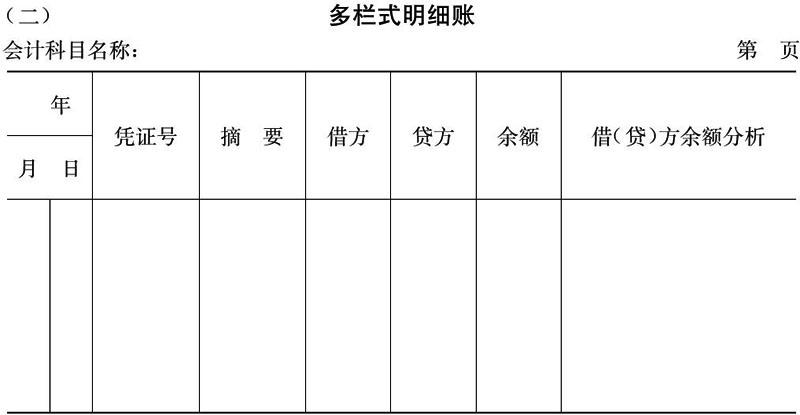 （二） 多栏式明细账
会计科目名称： 第 页
年 凭证号 摘 要 借方 贷方 余额 借（贷）方余额分析
月 日